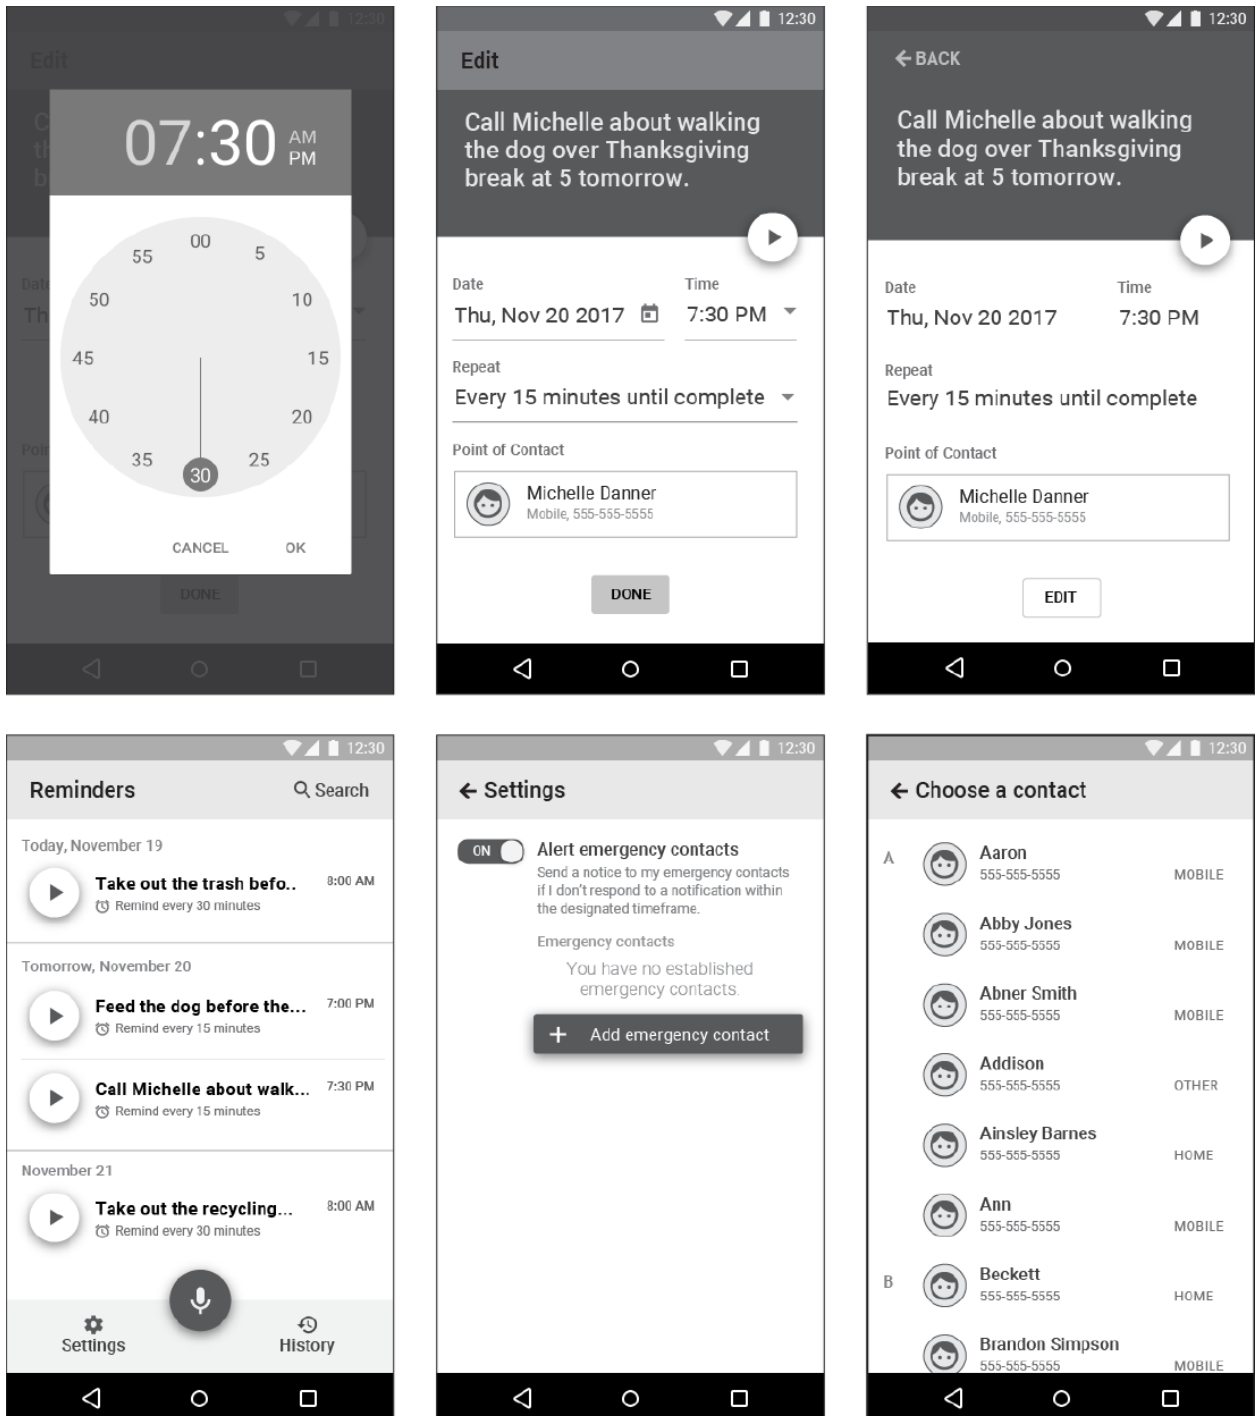 12:30
Edit
07:30 AM
PM
00
55 5
50 10
45 15
40 20
35 25
30
CANCEL OK
DONE
12:30
Edit
Call Michelle about walking
the dog over Thanksgiving
break at 5 tomorrow.
Date Time
Thu, Nov 20 2017 7:30 PM
Repeat
Every 15 minutes until complete
Point of Contact
Michelle Danner
Mobile, 555-555-5555
DONE
12:30
BACK
Call Michelle about walking
the dog over Thanksgiving
break at 5 tomorrow.
Date Time
Thu, Nov 20 2017 7:30 PM
Repeat
Every 15 minutes until complete
Point of Contact
Michelle Danner
Mobile, 555-555-5555
EDIT
12:30
Reminders Search
Today, November 19
Take out the trash befo.. 8:00 AM
Remind every 30 minutes
Tomorrow, November 20
Feed the dog before the... 7:00 PM
Remind every 15 minutes
Call Michelle about walk... 7:30 PM
Remind every 15 minutes
November 21
Take out the recycling... 8:00 AM
Remind every 30 minutes
Settings History
12:30
Settings
ON Alert emergency contacts
Send a notice to my emergency contacts
if I don't respond to a notification within
the designated timeframe.
Emergency contacts
You have no established
emergency contacts.
+ Add emergency contact
12:30
Choose a contact
A Aaron
555-555-5555 MOBILE
Abby Jones
555-555-5555 MOBILE
Abner Smith
555-555-5555 MOBILE
Addison
555-555-5555 OTHER
Ainsley Barnes
555-555-5555 HOME
Ann
555-555-5555 MOBILE
B Beckett
555-555-5555 HOME
Brandon Simpson
555-555-5555 MOBILE